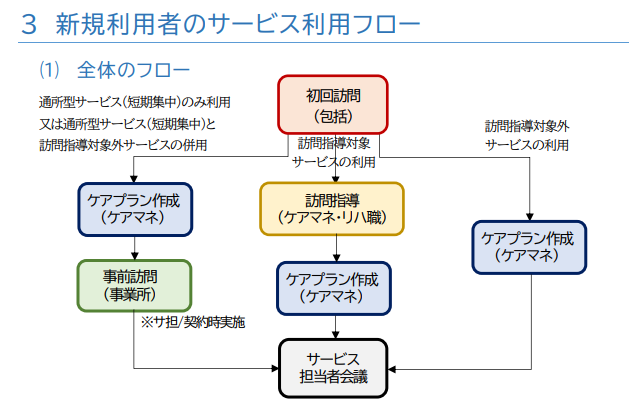 3 新規利用者のサービス利用フロー
⑴ 全体のフロー
初回訪問
（包括）
通所型サービス（短期集中）のみ利用
又は通所型サービス（短期集中）と
訪問指導対象外サービスの併用
訪問指導対象
サービスの利用
訪問指導対象外
サービスの利用
ケアプラン作成
（ケアマネ）
訪問指導
（ケアマネ・リハ職）
ケアプラン作成
（ケアマネ）
事前訪問
（事業所）
ケアプラン作成
（ケアマネ）
※サ担/契約時実施
サービス
担当者会議